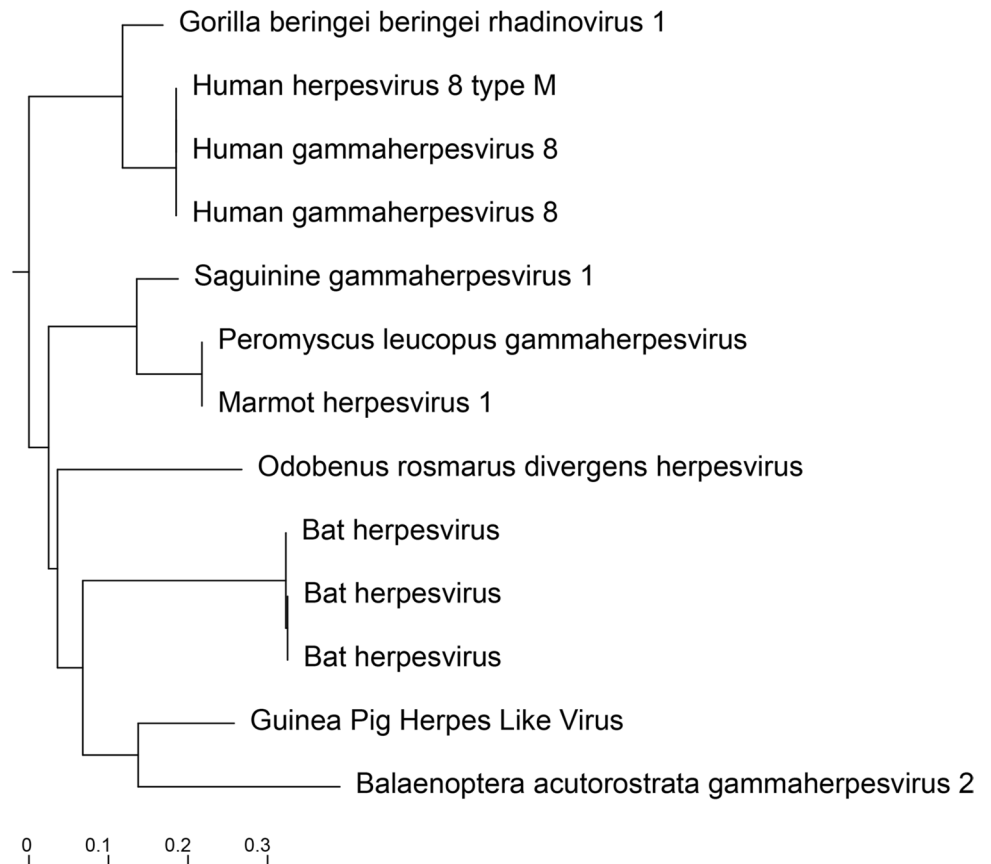 Gorilla beringei beringei rhadinovirus 1
Human herpesvirus 8 type M
Human gammaherpesvirus 8
Human gammaherpesvirus 8
Saguinine gammaherpesvirus 1
Peromyscus leucopus gammaherpesvirus
Marmot herpesvirus 1
Odobenus rosmarus divergens herpesvirus
Bat herpesvirus
Bat herpesvirus
Bat herpesvirus
Guinea Pig Herpes Like Virus
Balaenoptera acutorostrata gammaherpesvirus 2
0 0.1 0.2 0.3